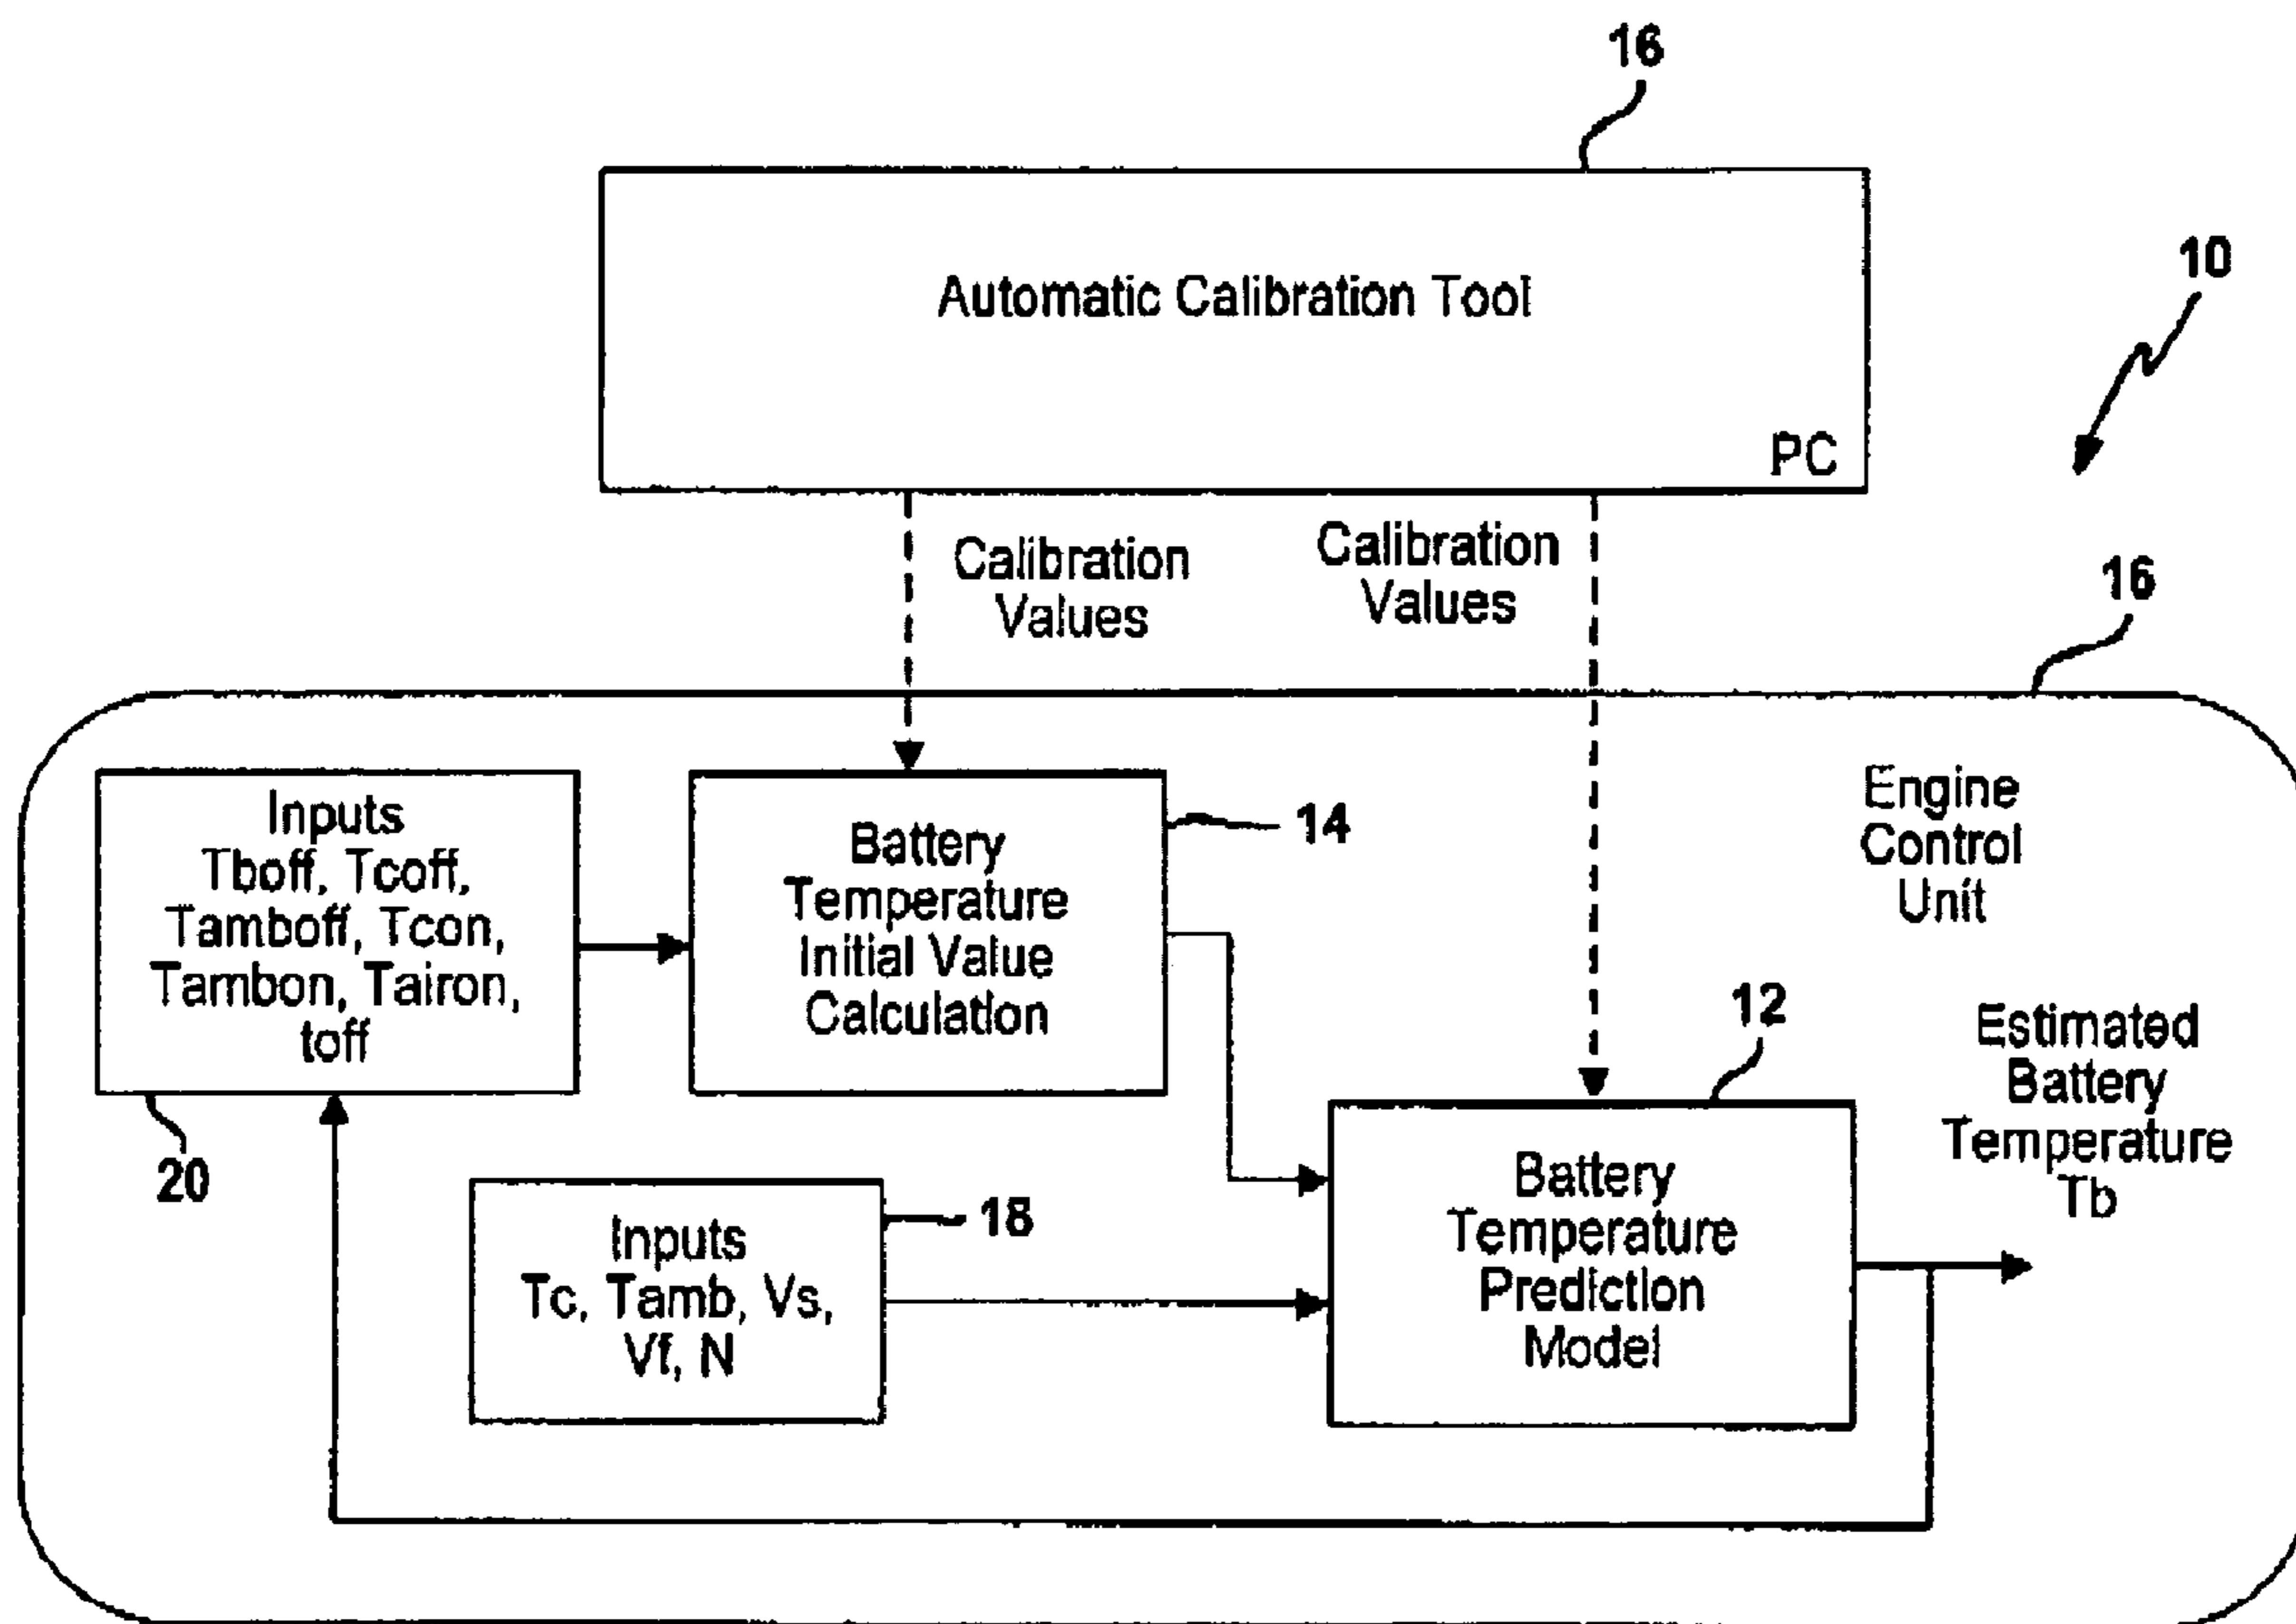 16
Automatic Calibration Tool
PC
10
Calibration
Values
Calibration
Values
16
Inputs
Tboff, Tcoff,
Tamboff, Tcon,
Tambon, Tairon,
toff
20
Battery
Temperature
Initial Value
Calculation
14
Engine
Control
Unit
Inputs
Tc, Tamb, Vs,
Vf, N
18
12
Battery
Temperature
Prediction
Model
Estimated
Battery
Temperature
Tb